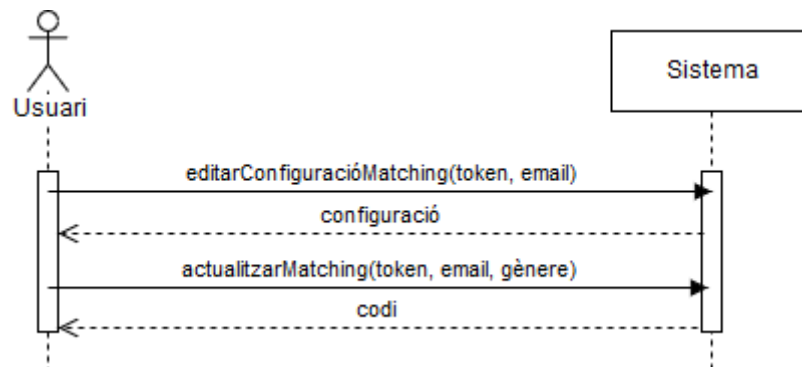 Usuari
Sistema
editarConfiguracióMatching(token, email)
configuració
actualitzarMatching(token, email, gènere)
codi